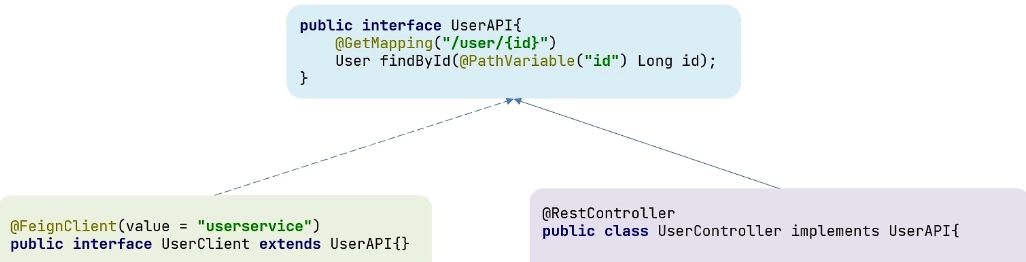 public interface UserAPI{
    @GetMapping("/user/{id}")
    User findById(@PathVariable("id") Long id);
}
@FeignClient(value = "userservice")
public interface UserClient extends UserAPI{}
@RestController
public class UserController implements UserAPI{